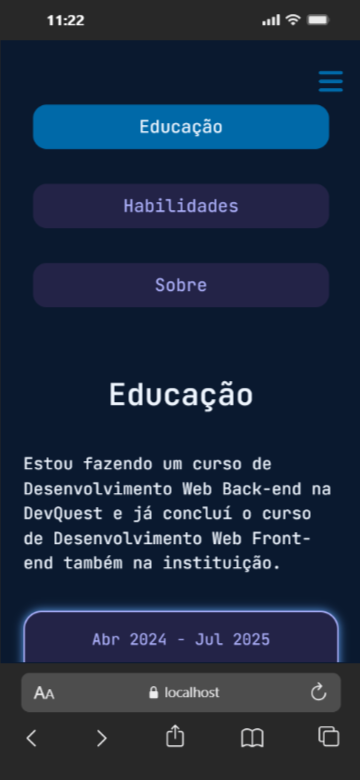 11:22
Educação
Habilidades
Sobre
Educação
Estou fazendo um curso de
Desenvolvimento Web Back-end na
DevQuest e já concluí o curso
de Desenvolvimento Web Front-
end também na instituição.
Abr 2024 - Jul 2025
AA localhost